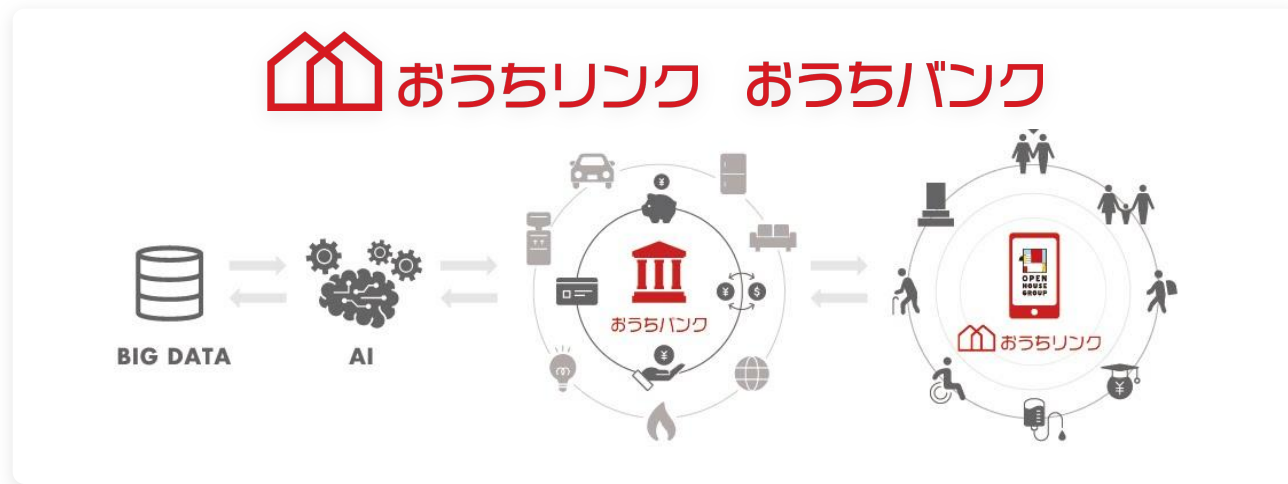 おうちリンク おうちバンク
BIG DATA
AI
¥
¥ $
おうちバンク
¥
OPEN
HOUSE
GROUP
おうちリンク
¥